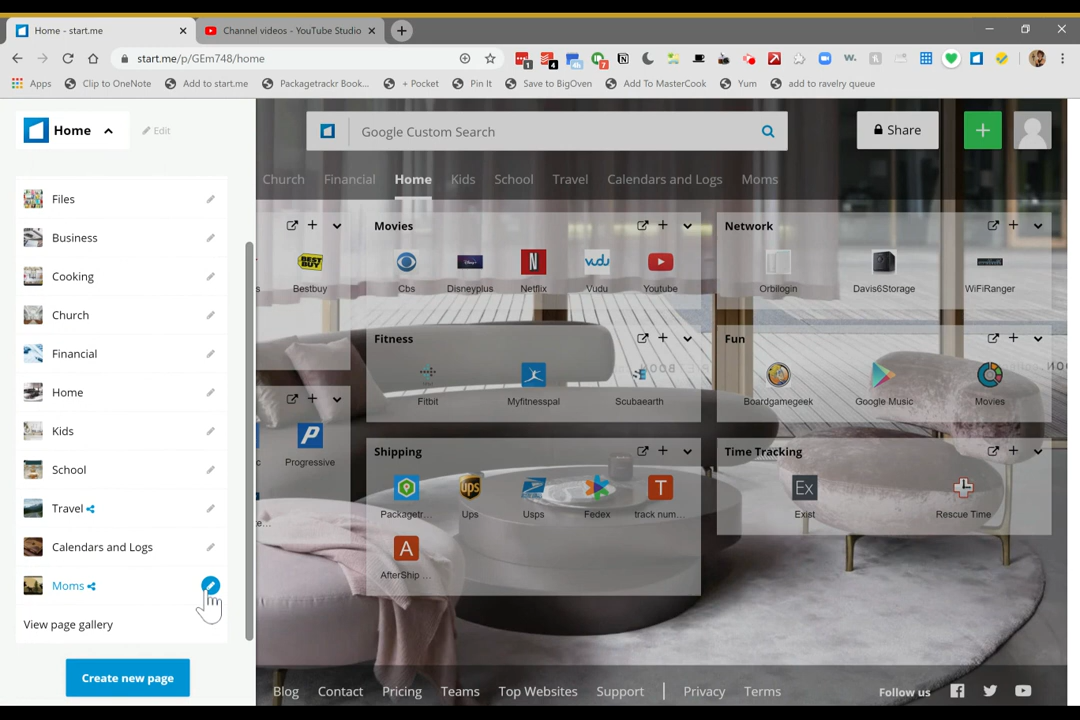 Home - start.me
Channel videos - YouTube Studio
start.me/p/GEm748/home
Apps Clip to OneNote Add to start.me Packagetrackr Book... + Pocket Pin It Save to BigOven Add To MasterCook Yum add to ravelry queue
Home Edit
Google Custom Search
Share
Church Financial Home Kids School Travel Calendars and Logs Moms
Files
Business
Cooking
Church
Financial
Home
Kids
School
Travel
Calendars and Logs
Moms
View page gallery
Create new page
Bestbuy
Progressive
Movies
Cbs Disneyplus Netflix Vudu Youtube
Fitness
Fitbit Myfitnesspal Scubaearth
Shipping
Packagetr... Ups Usps Fedex track num...
AfterShip ...
Network
Orbilogin Davis6Storage WiFiRanger
Fun
Boardgamegeek Google Music Movies
Time Tracking
Exist Rescue Time
Blog Contact Pricing Teams Top Websites Support Privacy Terms Follow us